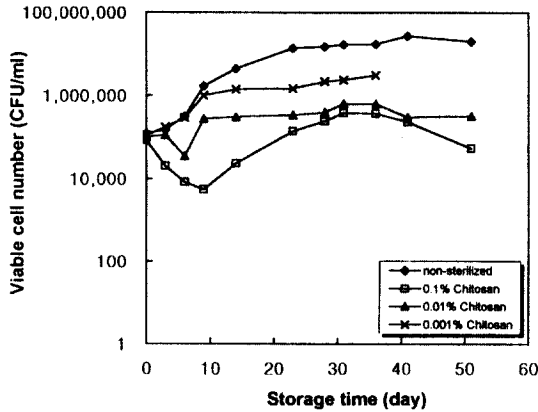 Viable cell number (CFU/ml)
100,000,000
1,000,000
10,000
100
1
0 10 20 30 40 50 60
Storage time (day)
non-sterilized
0.1% Chitosan
0.01% Chitosan
0.001% Chitosan